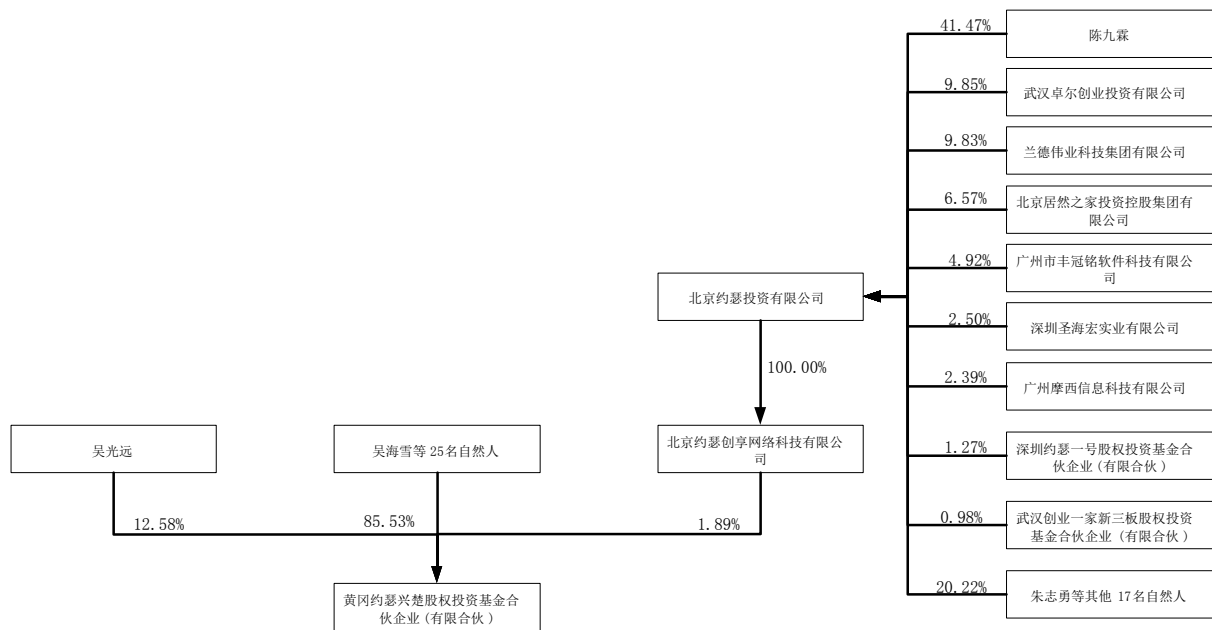 41.47%
陈九霖
9.85%
武汉卓尔创业投资有限公司
9.83%
兰德伟业科技集团有限公司
6.57%
北京居然之家投资控股集团有
限公司
4.92%
广州市丰冠铭软件科技有限公
司
北京约瑟投资有限公司
2.50%
深圳圣海宏实业有限公司
100.00%
2.39%
广州摩西信息科技有限公司
吴光远
吴海雪等 25名自然人
北京约瑟创享网络科技有限公
司
1.27%
深圳约瑟一号股权投资基金合
伙企业(有限合伙)
12.58%
85.53%
1.89%
0.98%
武汉创业一家新三板股权投资
基金合伙企业 (有限合伙)
黄冈约瑟兴楚股权投资基金合
伙企业(有限合伙)
20.22%
朱志勇等其他 17名自然人